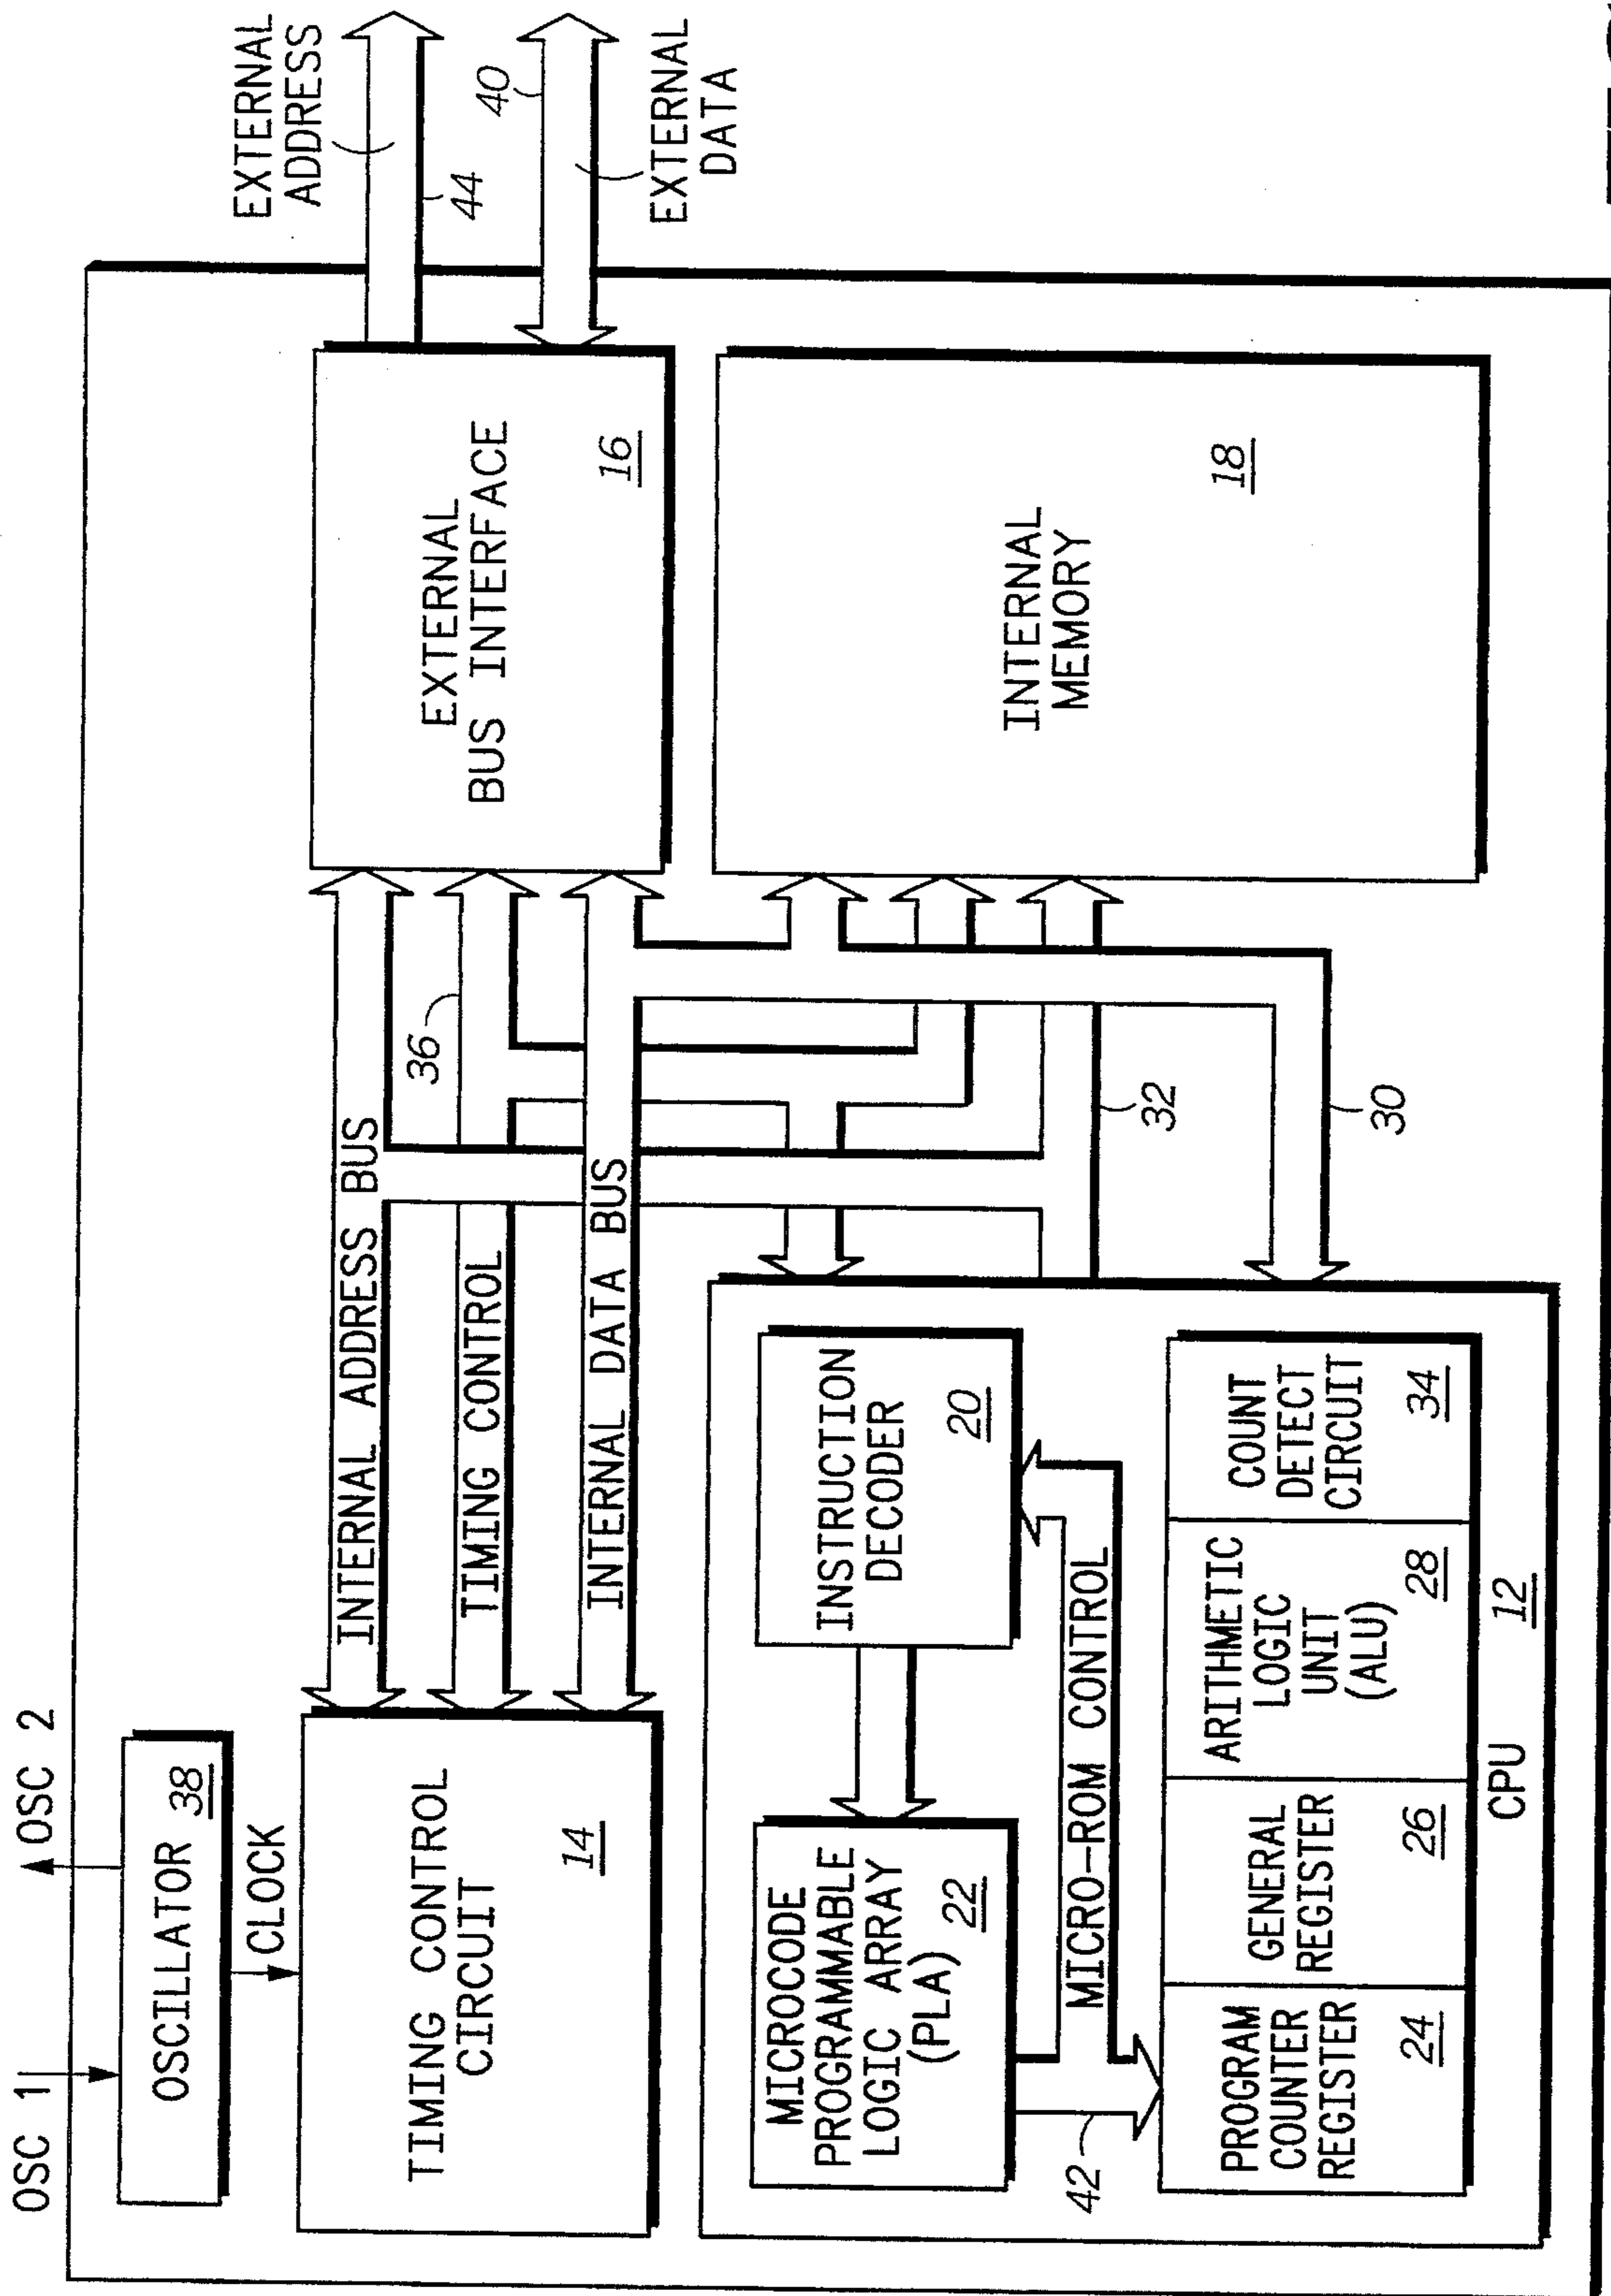 OSC 1
OSC 2
OSCILLATOR 38
CLOCK
TIMING CONTROL
CIRCUIT
14
INTERNAL ADDRESS BUS
TIMING CONTROL
INTERNAL DATA BUS
36
EXTERNAL
BUS INTERFACE
16
EXTERNAL
ADDRESS
44
40
EXTERNAL
DATA
MICROCODE
PROGRAMMABLE
LOGIC ARRAY
(PLA) 22
INSTRUCTION
DECODER
20
MICRO-ROM CONTROL
42
PROGRAM
COUNTER
REGISTER
24
GENERAL
REGISTER
26
ARITHMETIC
LOGIC
UNIT
(ALU) 28
COUNT
DETECT
CIRCUIT
34
CPU 12
32
30
INTERNAL
MEMORY
18